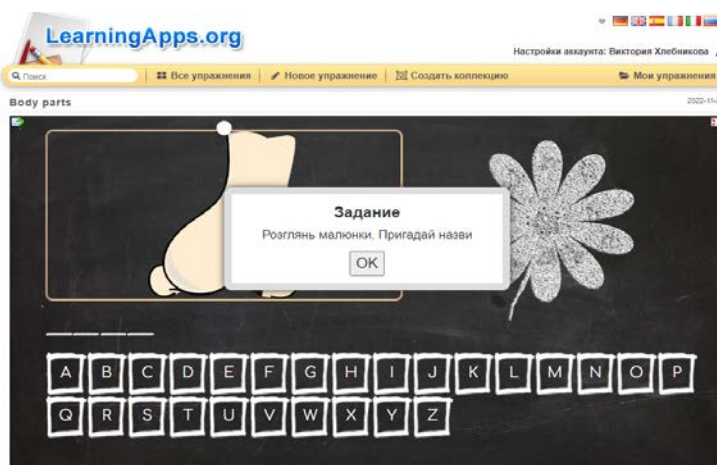 LearningApps.org
Настройки аккаунта: Виктория Хлебникова
Поиск
Все упражнения
Новое упражнение
Создать коллекцию
Мои упражнения
Body parts
Задание
Розглянь малюнки. Пригадай назви
OK
A B C D E F G H I J K L M N O P
Q R S T U V W X Y Z